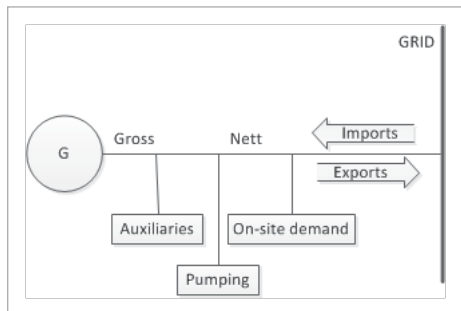 GRID
Imports
Gross
Nett
G
Exports
Auxiliaries
On-site demand
Pumping